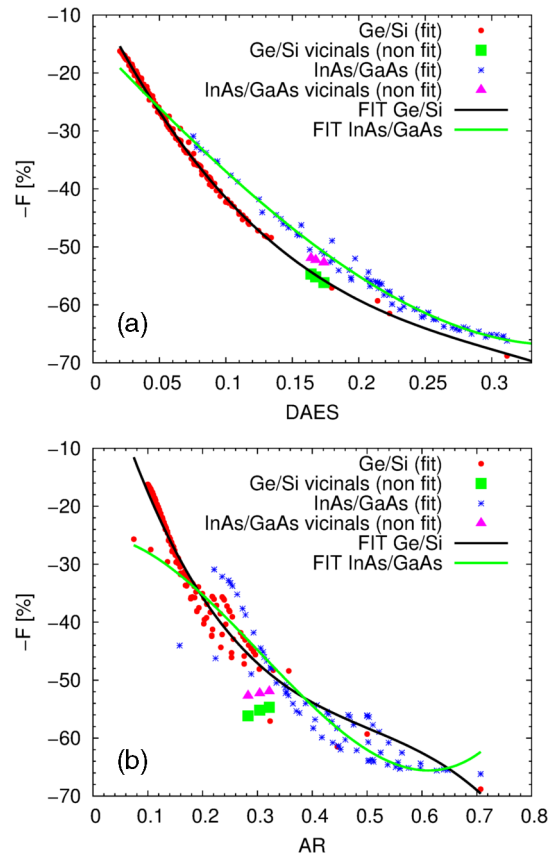 -10
Ge/Si (fit)
Ge/Si vicinals (non fit)
InAs/GaAs (fit)
InAs/GaAs vicinals (non fit)
FIT Ge/Si
FIT InAs/GaAs
-20
-30
-40
-50
-60
-70
-F [%]
(a)
0 0.05 0.1 0.15 0.2 0.25 0.3
DAES
-10
Ge/Si (fit)
Ge/Si vicinals (non fit)
InAs/GaAs (fit)
InAs/GaAs vicinals (non fit)
FIT Ge/Si
FIT InAs/GaAs
-20
-30
-40
-50
-60
-70
-F [%]
(b)
0 0.1 0.2 0.3 0.4 0.5 0.6 0.7 0.8
AR